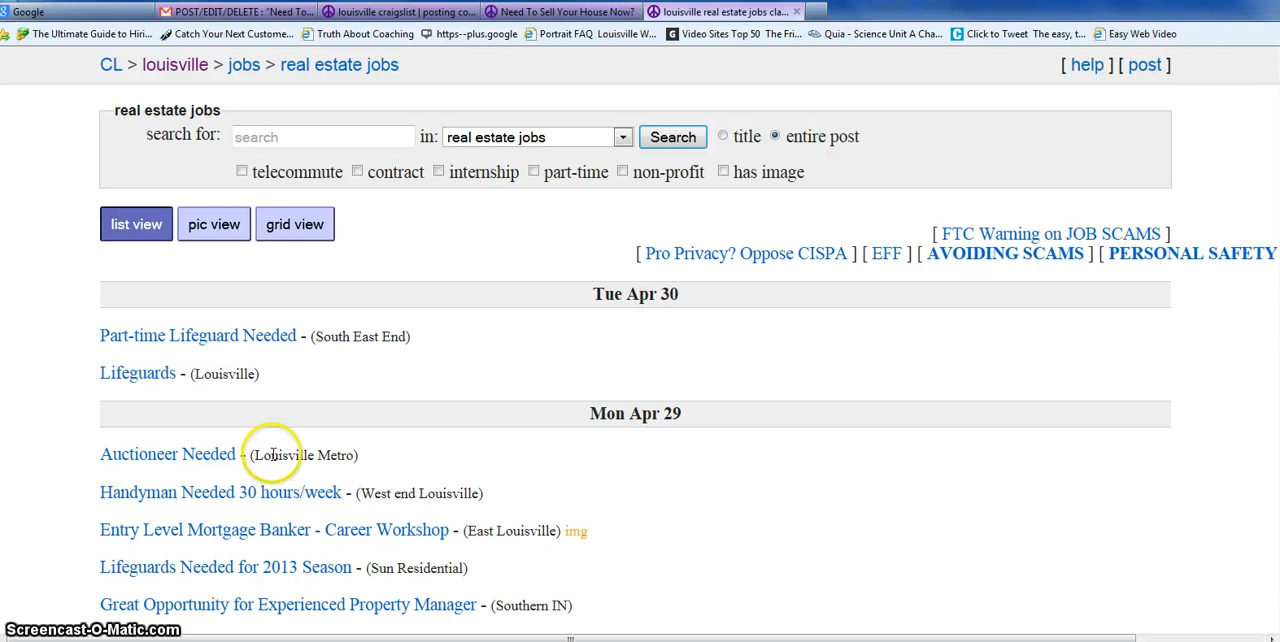 Google POST/EDIT/DELETE : "Need To... louisville craigslist | posting co... Need To Sell Your House Now? louisville real estate jobs cla... ×
The Ultimate Guide to Hiri... Catch Your Next Custome... Truth About Coaching https--plus.google Portrait FAQ Louisville W... G Video Sites Top 50 The Fri... Quia - Science Unit A Cha... C Click to Tweet The easy, t... Easy Web Video
CL > louisville > jobs > real estate jobs [ help ] [ post ]
real estate jobs
search for: search in: real estate jobs Search title entire post
telecommute contract internship part-time non-profit has image
list view pic view grid view
[ FTC Warning on JOB SCAMS ]
[ Pro Privacy? Oppose CISPA ] [ EFF ] [ AVOIDING SCAMS ] [ PERSONAL SAFETY
Tue Apr 30
Part-time Lifeguard Needed - (South East End)
Lifeguards - (Louisville)
Mon Apr 29
Auctioneer Needed - (Louisville Metro)
Handyman Needed 30 hours/week - (West end Louisville)
Entry Level Mortgage Banker - Career Workshop - (East Louisville) img
Lifeguards Needed for 2013 Season - (Sun Residential)
Great Opportunity for Experienced Property Manager - (Southern IN)
Screencast-O-Matic.com